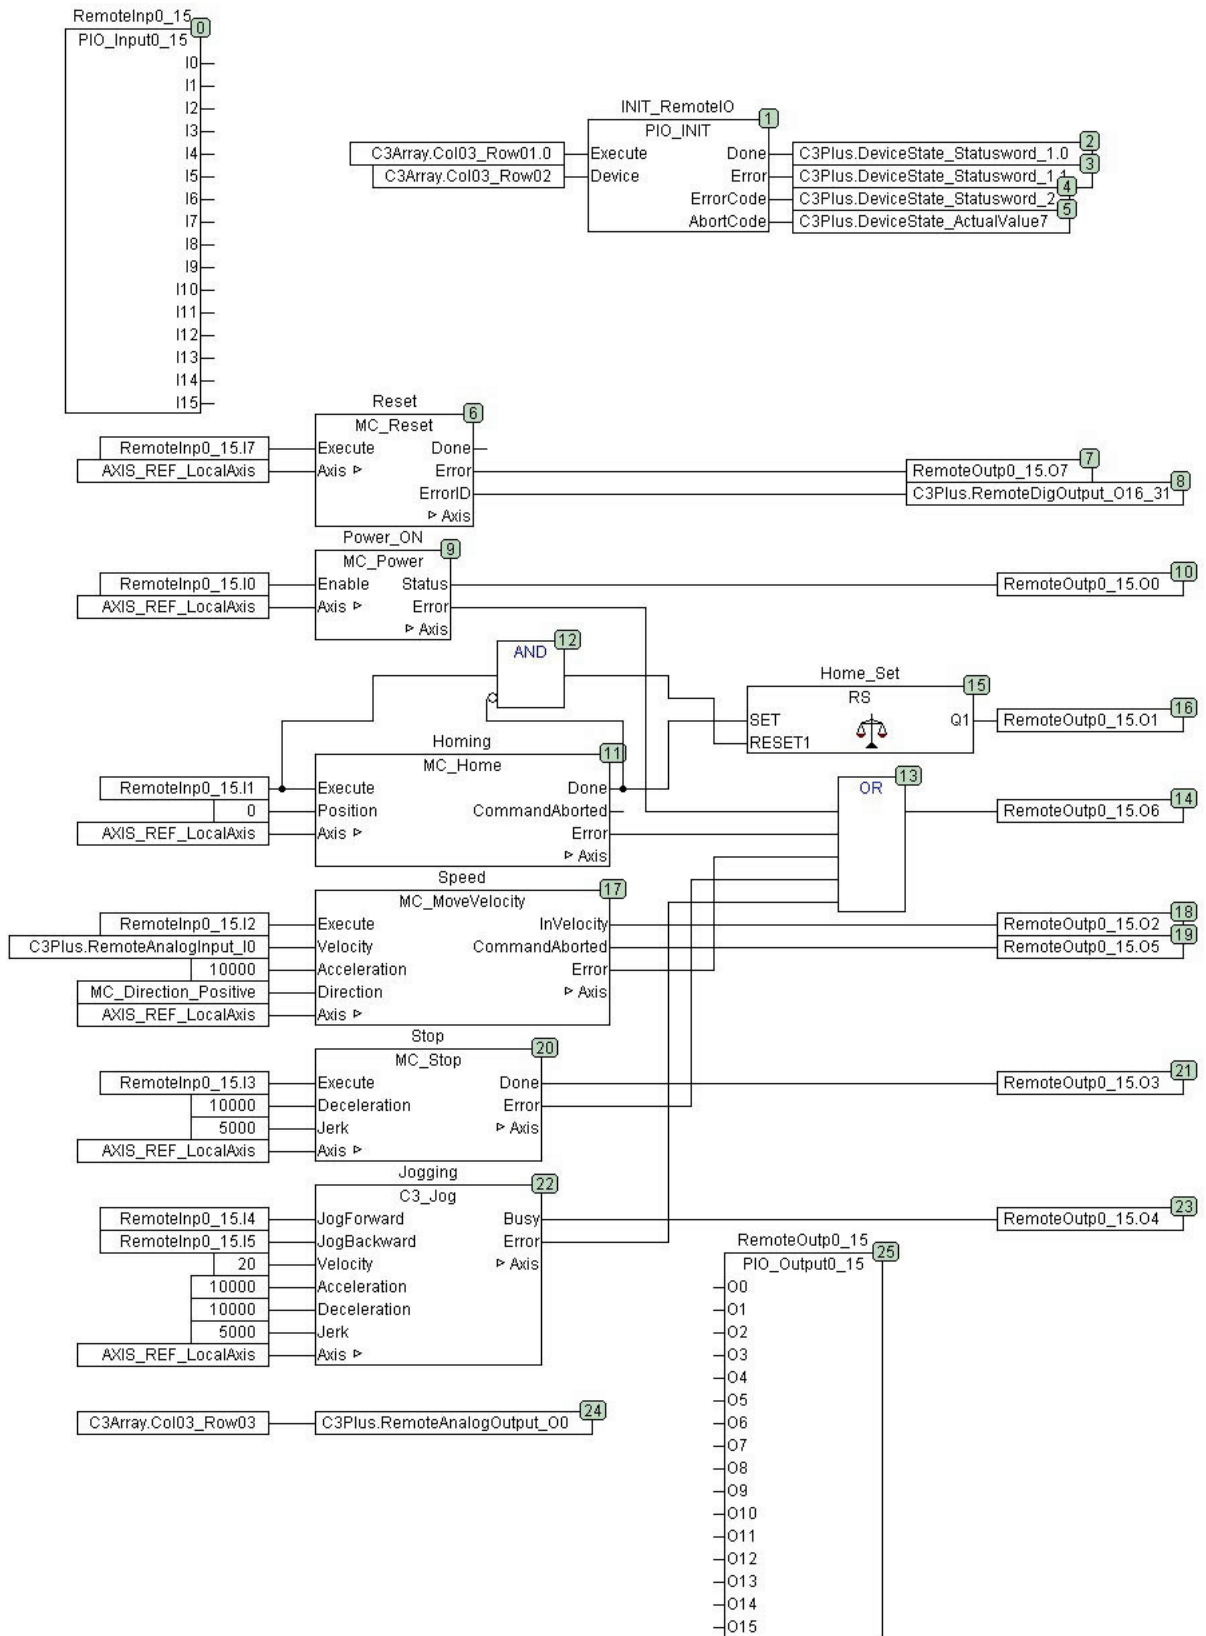 RemoteInp0_15
0
PIO_Input0_15
I0
I1
I2
I3
I4
I5
I6
I7
I8
I9
I10
I11
I12
I13
I14
I15
INIT_RemoteIO
1
PIO_INIT
C3Array.Col03_Row01.0
Execute
Done
C3Plus.DeviceState_Statusword_1.0
2
C3Array.Col03_Row02
Device
Error
C3Plus.DeviceState_Statusword_1.1
3
ErrorCode
C3Plus.DeviceState_Statusword_2
4
AbortCode
C3Plus.DeviceState_ActualValue7
5
Reset
6
MC_Reset
RemoteInp0_15.I7
Execute
Done
AXIS_REF_LocalAxis
Axis
Error
RemoteOutp0_15.O7
7
ErrorID
C3Plus.RemoteDigOutput_O16_31
8
Axis
Power_ON
9
MC_Power
RemoteInp0_15.I0
Enable
Status
RemoteOutp0_15.O0
10
AXIS_REF_LocalAxis
Axis
Error
Axis
AND
12
Home_Set
15
RS
SET
Q1
RemoteOutp0_15.O1
16
RESET1
Homing
11
MC_Home
RemoteInp0_15.I1
Execute
Done
0
Position
CommandAborted
AXIS_REF_LocalAxis
Axis
Error
Axis
OR
13
RemoteOutp0_15.O6
14
Speed
17
MC_MoveVelocity
RemoteInp0_15.I2
Execute
InVelocity
RemoteOutp0_15.O2
18
C3Plus.RemoteAnalogInput_I0
Velocity
CommandAborted
RemoteOutp0_15.O5
19
10000
Acceleration
Error
MC_Direction_Positive
Direction
Axis
AXIS_REF_LocalAxis
Axis
Stop
20
MC_Stop
RemoteInp0_15.I3
Execute
Done
RemoteOutp0_15.O3
21
10000
Deceleration
Error
5000
Jerk
Axis
AXIS_REF_LocalAxis
Axis
Jogging
22
C3_Jog
RemoteInp0_15.I4
JogForward
Busy
RemoteOutp0_15.O4
23
RemoteInp0_15.I5
JogBackward
Error
20
Velocity
Axis
10000
Acceleration
10000
Deceleration
5000
Jerk
AXIS_REF_LocalAxis
Axis
C3Array.Col03_Row03
C3Plus.RemoteAnalogOutput_O0
24
RemoteOutp0_15
25
PIO_Output0_15
O0
O1
O2
O3
O4
O5
O6
O7
O8
O9
O10
O11
O12
O13
O14
O15